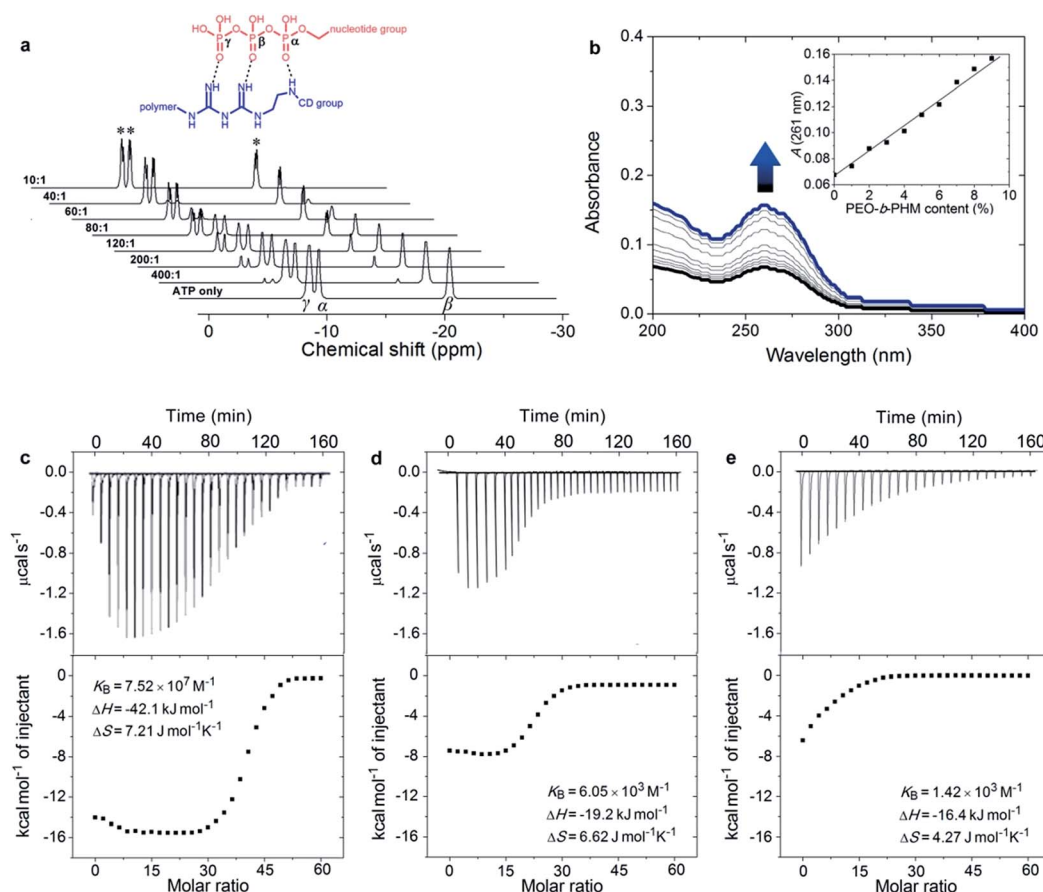 a
OH OH OH
HO P O P O P O nucleotide group
γ β α
O O O
NH NH H N
polymer N N N CD group
H H H
* * *
10:1
40:1
60:1
80:1
120:1
200:1
400:1
ATP only
γ α β
0 -10 -20 -30
Chemical shift (ppm)
b
0.4
0.3
0.2
0.1
0.0
Absorbance
200 250 300 350 400
Wavelength (nm)
0.16
0.14
0.12
0.10
0.08
0.06
A (261 nm)
0 2 4 6 8 10
PEO-b-PHM content (%)
Time (min)
0 40 80 120 160
c
0.0
-0.4
-0.8
-1.2
-1.6
μcal s⁻¹
0
-4
-8
-12
-16
kcal mol⁻¹ of injectant
K_B = 7.52 × 10⁷ M⁻¹
ΔH = -42.1 kJ mol⁻¹
ΔS = 7.21 J mol⁻¹K⁻¹
0 15 30 45 60
Molar ratio
Time (min)
0 40 80 120 160
d
0.0
-0.4
-0.8
-1.2
-1.6
μcal s⁻¹
0
-4
-8
-12
-16
kcal mol⁻¹ of injectant
K_B = 6.05 × 10³ M⁻¹
ΔH = -19.2 kJ mol⁻¹
ΔS = 6.62 J mol⁻¹K⁻¹
0 15 30 45 60
Molar ratio
Time (min)
0 40 80 120 160
e
0.0
-0.4
-0.8
-1.2
-1.6
μcal s⁻¹
0
-4
-8
-12
-16
kcal mol⁻¹ of injectant
K_B = 1.42 × 10³ M⁻¹
ΔH = -16.4 kJ mol⁻¹
ΔS = 4.27 J mol⁻¹K⁻¹
0 15 30 45 60
Molar ratio